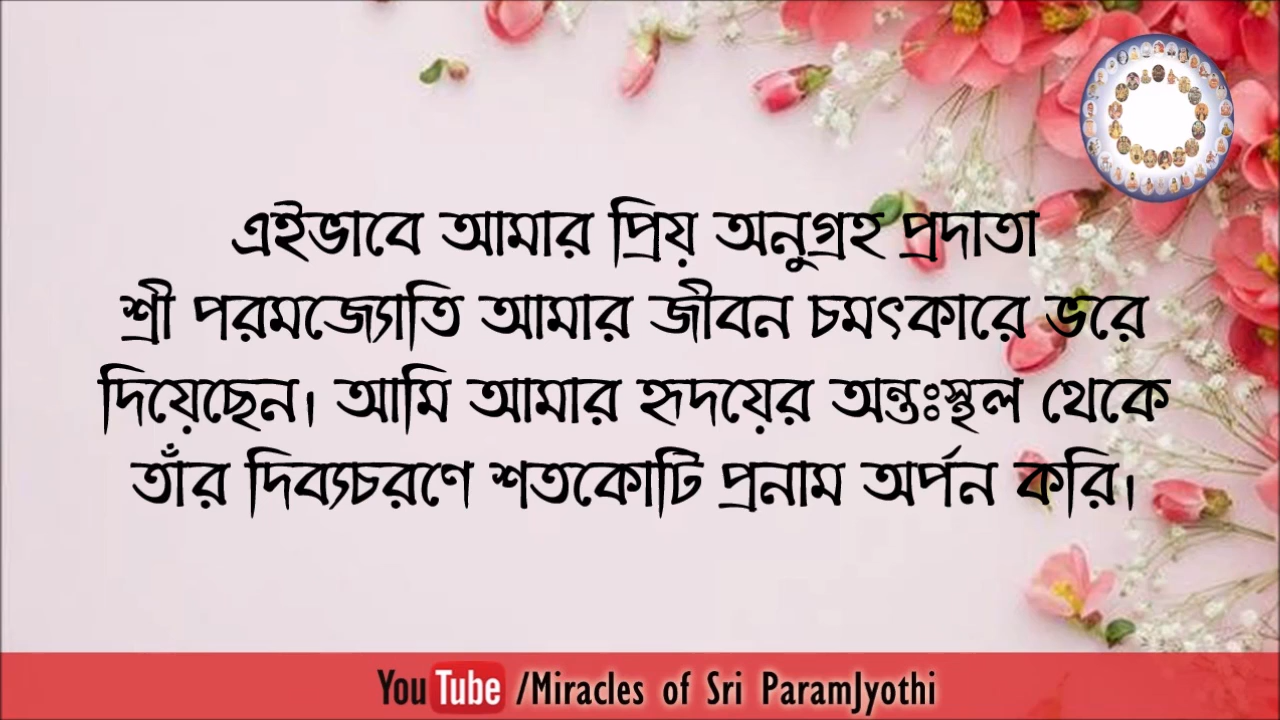 এইভাবে আমার প্রিয় অনুগ্রহ প্রদাতা
শ্রী পরমজ্যোতি আমার জীবন চমৎকারে ভরে
দিয়েছেন। আমি আমার হৃদয়ের অন্তঃস্থল থেকে
তাঁর দিব্যচরণে শতকোটি প্রনাম অর্পন করি।
YouTube /Miracles of Sri ParamJyothi